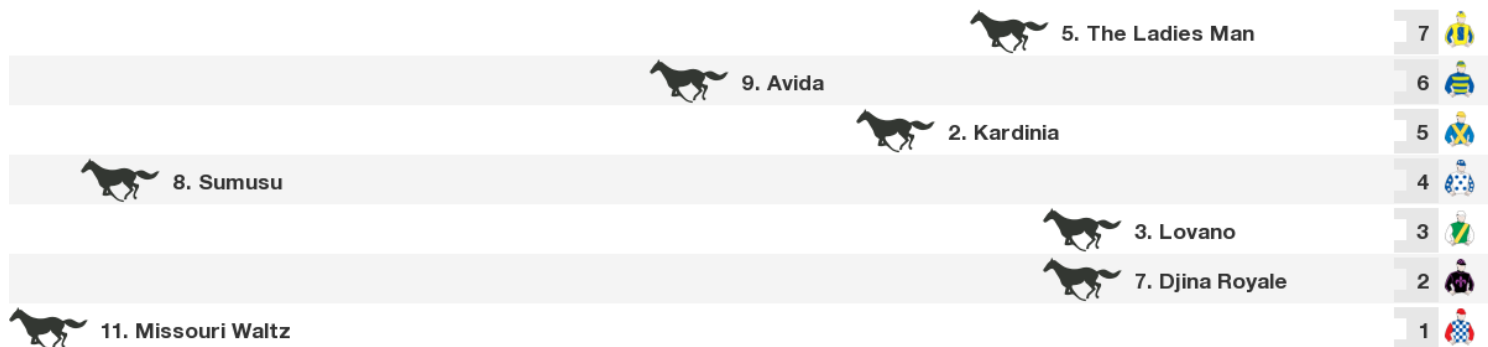 5. The Ladies Man 7
9. Avida 6
2. Kardinia 5
8. Sumusu 4
3. Lovano 3
7. Djina Royale 2
11. Missouri Waltz 1